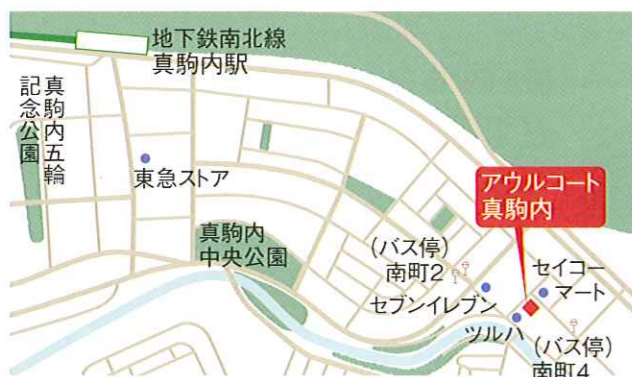 地下鉄南北線
真駒内駅
真駒内五輪
記念公園
東急ストア
アウルコート
真駒内
真駒内
中央公園
(バス停)
南町2
セイコー
マート
セブンイレブン
ツルハ
(バス停)
南町4